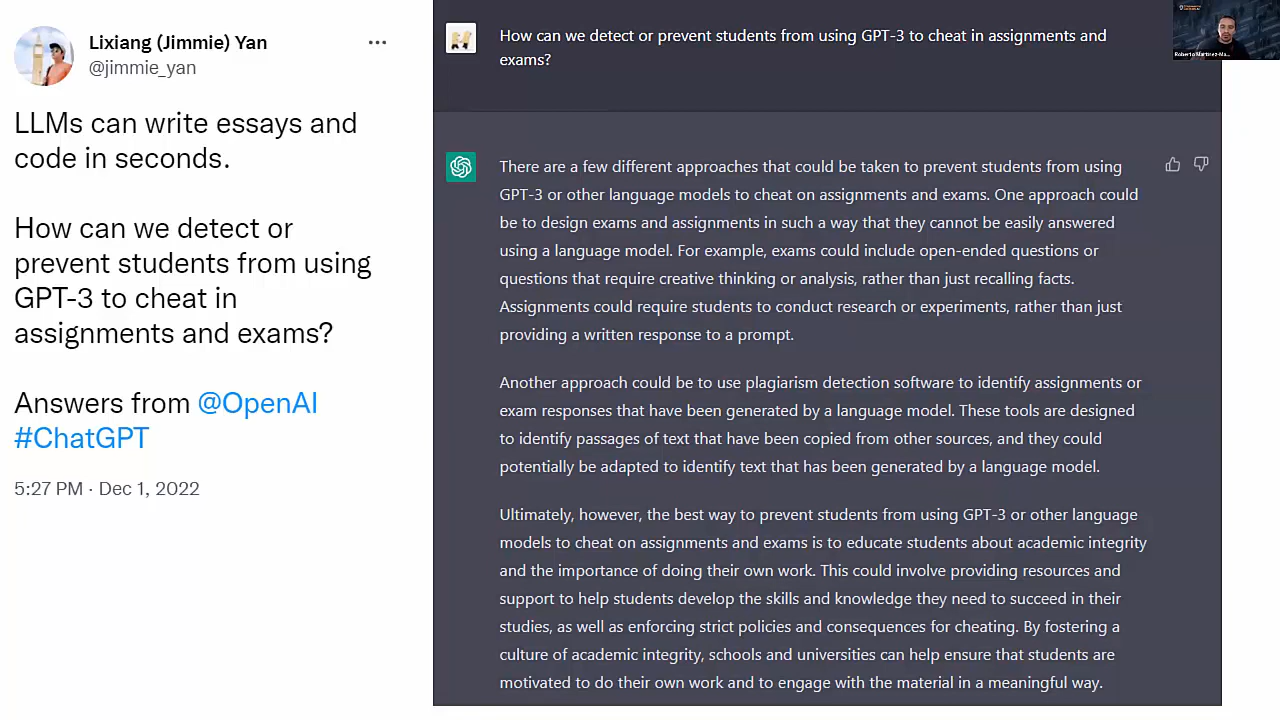 Lixiang (Jimmie) Yan
@jimmie_yan
LLMs can write essays and
code in seconds.
How can we detect or
prevent students from using
GPT-3 to cheat in
assignments and exams?
Answers from @OpenAI
#ChatGPT
5:27 PM · Dec 1, 2022
How can we detect or prevent students from using GPT-3 to cheat in assignments and
exams?
There are a few different approaches that could be taken to prevent students from using
GPT-3 or other language models to cheat on assignments and exams. One approach could
be to design exams and assignments in such a way that they cannot be easily answered
using a language model. For example, exams could include open-ended questions or
questions that require creative thinking or analysis, rather than just recalling facts.
Assignments could require students to conduct research or experiments, rather than just
providing a written response to a prompt.
Another approach could be to use plagiarism detection software to identify assignments or
exam responses that have been generated by a language model. These tools are designed
to identify passages of text that have been copied from other sources, and they could
potentially be adapted to identify text that has been generated by a language model.
Ultimately, however, the best way to prevent students from using GPT-3 or other language
models to cheat on assignments and exams is to educate students about academic integrity
and the importance of doing their own work. This could involve providing resources and
support to help students develop the skills and knowledge they need to succeed in their
studies, as well as enforcing strict policies and consequences for cheating. By fostering a
culture of academic integrity, schools and universities can help ensure that students are
motivated to do their own work and to engage with the material in a meaningful way.
Roberto Martinez-Ma...